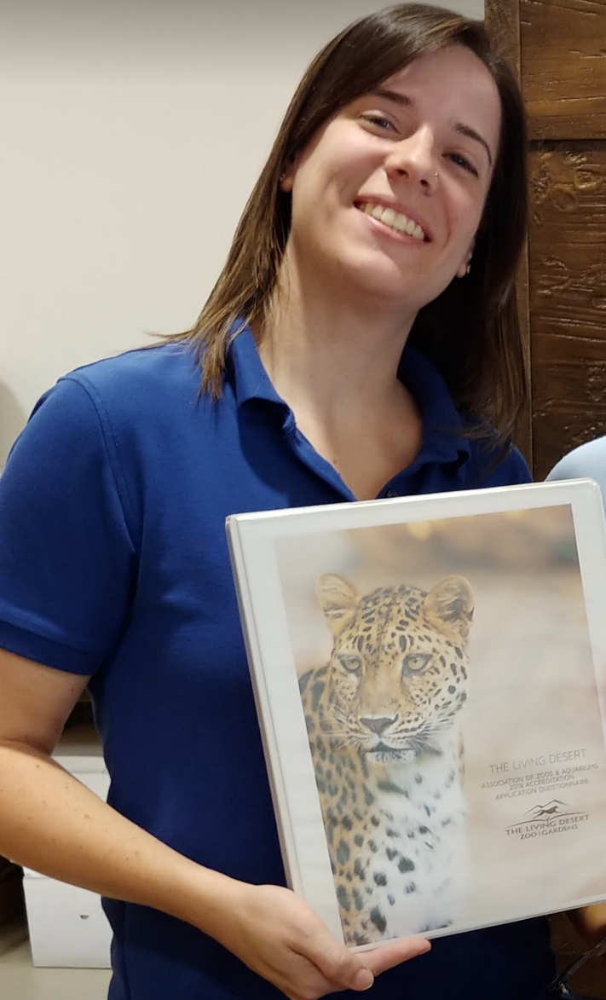 THE LIVING DESERT
ASSOCIATION OF ZOOS & AQUARIUMS
2018 ACCREDITATION
APPLICATION QUESTIONNAIRE
THE LIVING DESERT
ZOO | GARDENS